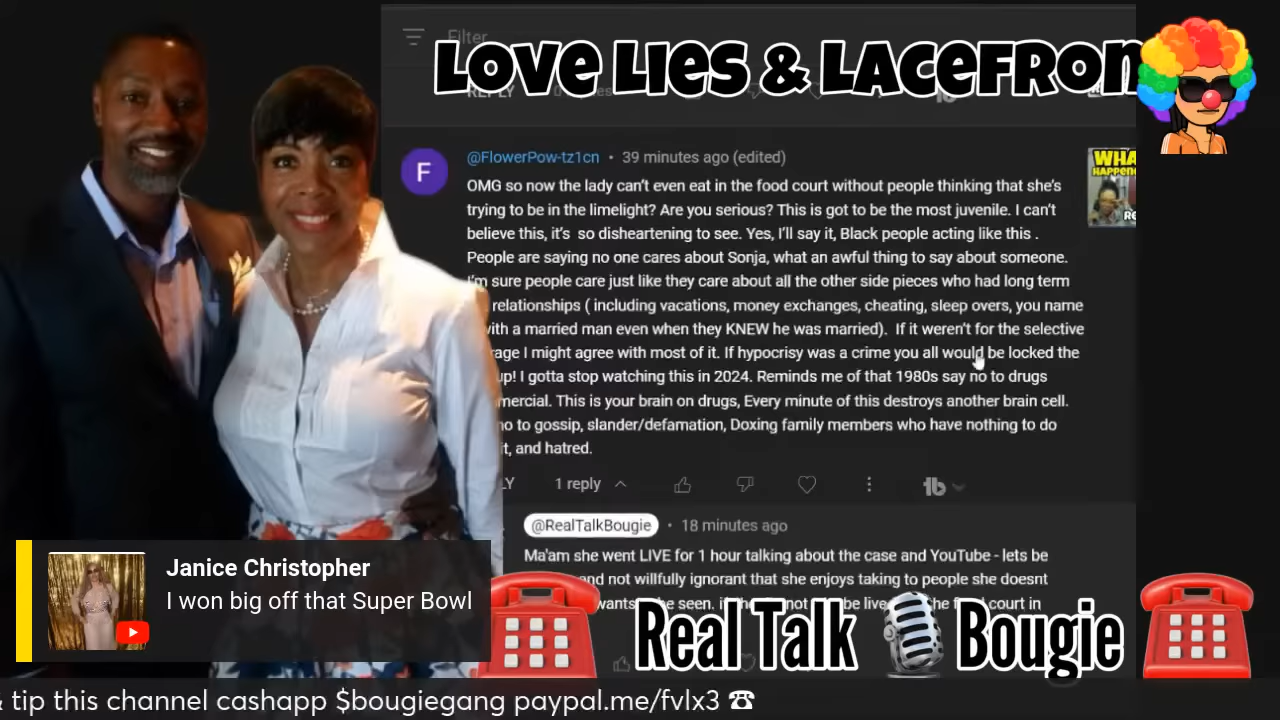 Filter
LOVE LIES & LACEFRON
REPLY
F
@FlowerPow-tz1cn • 39 minutes ago (edited)
WHA
HAPPEN
OMG so now the lady can't even eat in the food court without people thinking that she's
trying to be in the limelight? Are you serious? This is got to be the most juvenile. I can't
believe this, it's so disheartening to see. Yes, I'll say it, Black people acting like this .
People are saying no one cares about Sonja, what an awful thing to say about someone.
I'm sure people care just like they care about all the other side pieces who had long term
relationships ( including vacations, money exchanges, cheating, sleep overs, you name
with a married man even when they KNEW he was married). If it weren't for the selective
rage I might agree with most of it. If hypocrisy was a crime you all would be locked the
up! I gotta stop watching this in 2024. Reminds me of that 1980s say no to drugs
mercial. This is your brain on drugs, Every minute of this destroys another brain cell.
no to gossip, slander/defamation, Doxing family members who have nothing to do
it, and hatred.
LY 1 reply
@RealTalkBougie • 18 minutes ago
Ma'am she went LIVE for 1 hour talking about the case and YouTube - lets be
and not willfully ignorant that she enjoys taking to people she doesnt
be seen.
court in
Janice Christopher
I won big off that Super Bowl
Real Talk Bougie
tip this channel cashapp $bougiegang paypal.me/fvlx3 ☎